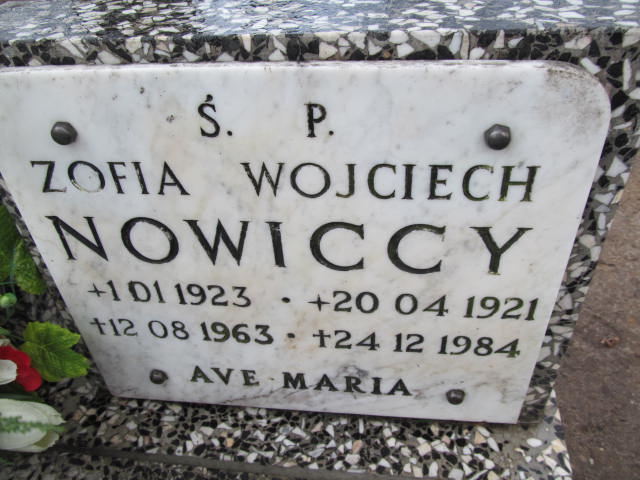 Ś. P.
ZOFIA WOJCIECH
NOWICCY
+1 01 1923 · +20 04 1921
+12 08 1963 · +24 12 1984
AVE MARIA